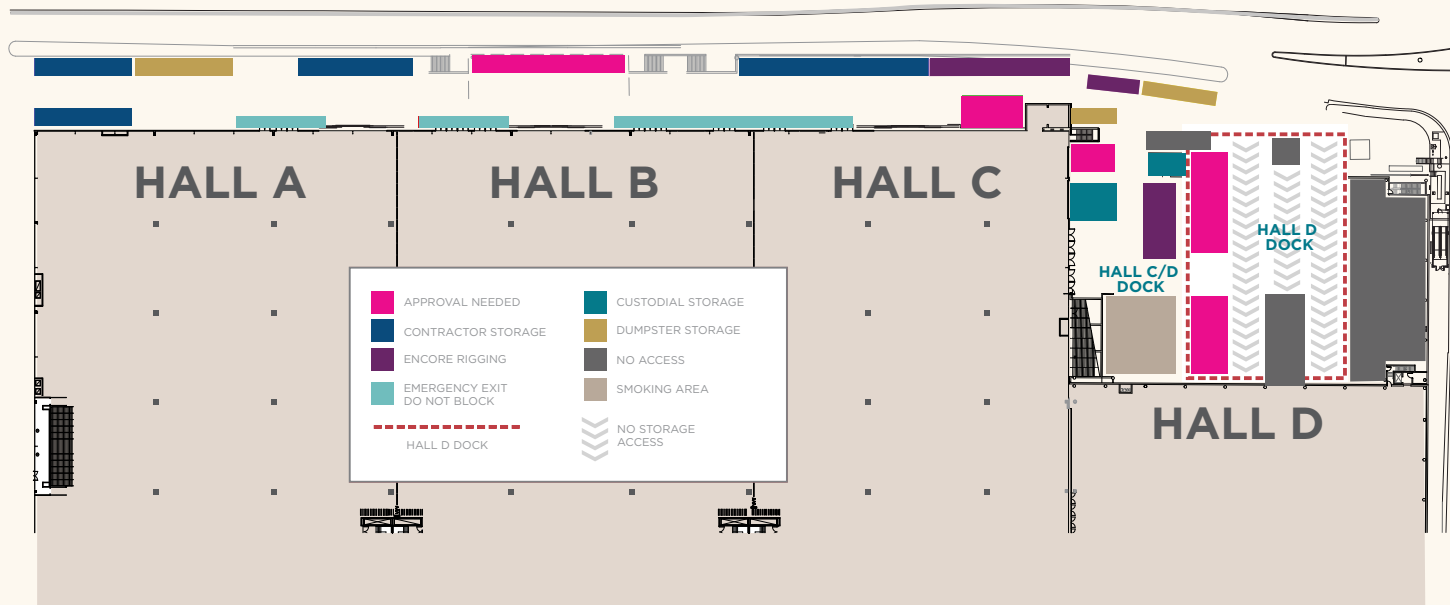 HALL A
HALL B
HALL C
HALL D
DOCK
HALL C/D
DOCK
APPROVAL NEEDED
CONTRACTOR STORAGE
ENCORE RIGGING
EMERGENCY EXIT
DO NOT BLOCK
HALL D DOCK
CUSTODIAL STORAGE
DUMPSTER STORAGE
NO ACCESS
SMOKING AREA
NO STORAGE
ACCESS
HALL D